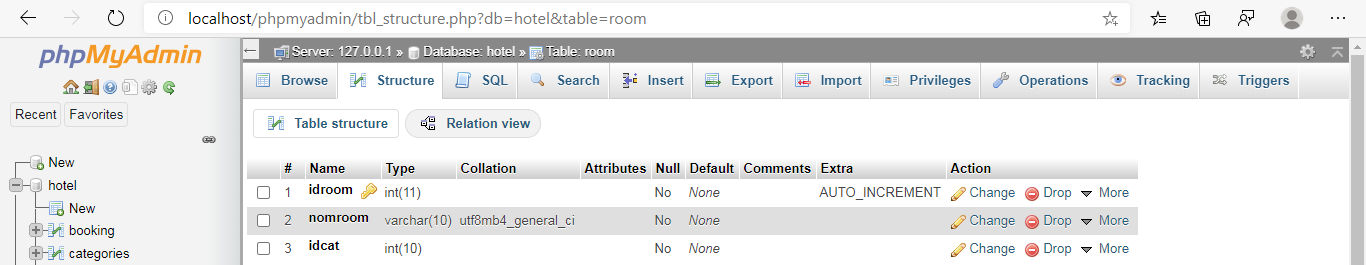 localhost/phpmyadmin/tbl_structure.php?db=hotel&table=room
phpMyAdmin
Recent Favorites
New
hotel
New
booking
categories
Server: 127.0.0.1 » Database: hotel » Table: room
Browse Structure SQL Search Insert Export Import Privileges Operations Tracking Triggers
Table structure Relation view
# Name Type Collation Attributes Null Default Comments Extra Action
1 idroom int(11) No None AUTO_INCREMENT Change Drop More
2 nomroom varchar(10) utf8mb4_general_ci No None Change Drop More
3 idcat int(10) No None Change Drop More